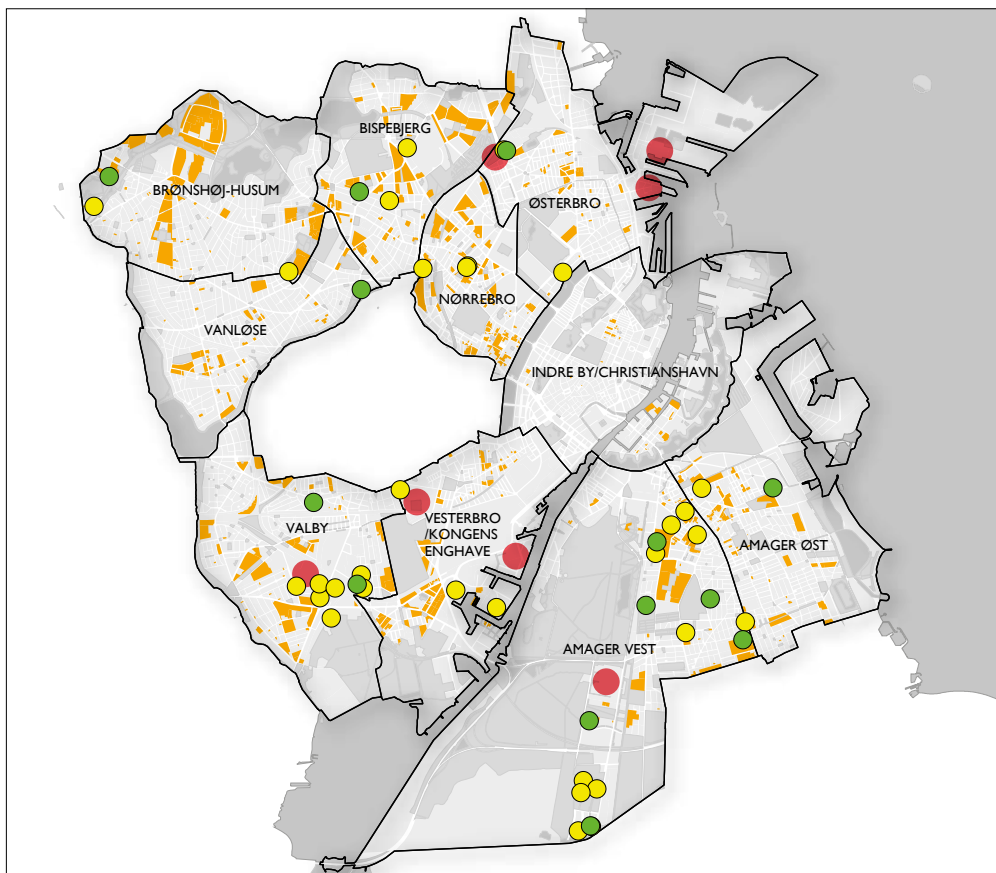 BISPEBJERG
BRØNSHØJ-HUSUM
ØSTERBRO
NØRREBRO
VANLØSE
INDRE BY/CHRISTIANSHAVN
VALBY
VESTERBRO
/KONGENS
ENGHAVE
AMAGER ØST
AMAGER VEST